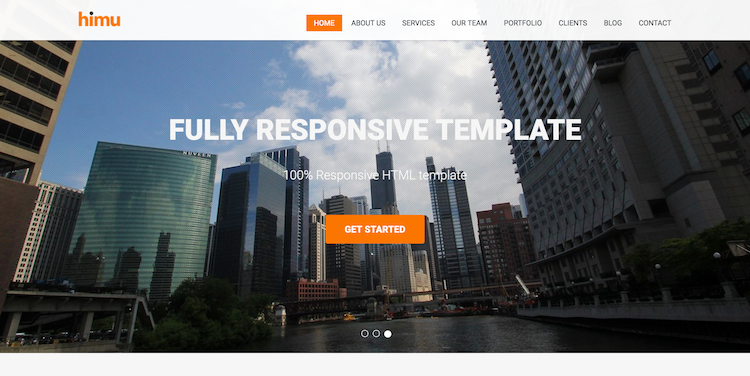 himu
HOME ABOUT US SERVICES OUR TEAM PORTFOLIO CLIENTS BLOG CONTACT
NUVEEN
FULLY RESPONSIVE TEMPLATE
100% Responsive HTML template
GET STARTED